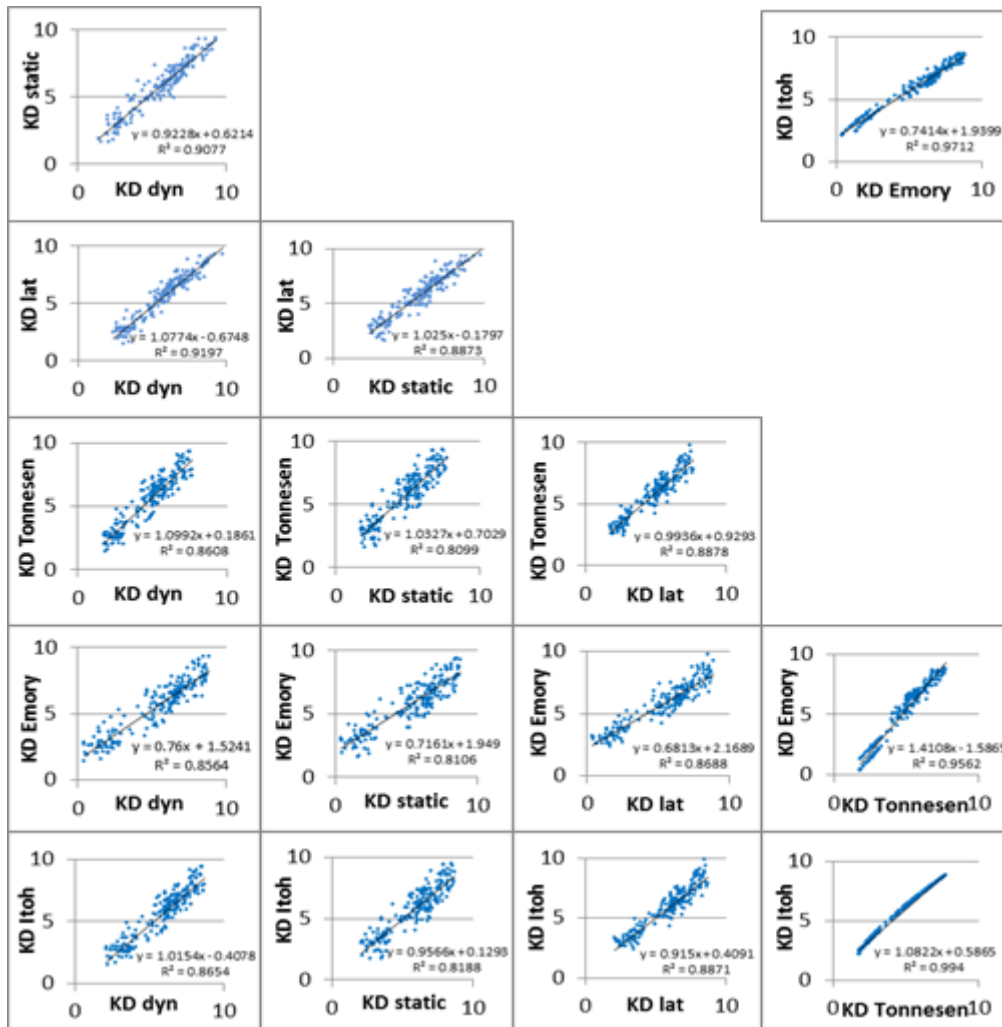 KD static
10
5
0
y = 0.9228x + 0.6214
R² = 0.9077
0
KD dyn
10
KD Itoh
10
5
0
y = 0.7414x + 1.9399
R² = 0.9712
0
KD Emory
10
KD lat
10
5
0
y = 1.0774x - 0.6748
R² = 0.9197
0
KD dyn
10
KD lat
10
5
0
y = 1.025x - 0.1797
R² = 0.8873
0
KD static
10
KD Tonnesen
10
5
0
y = 1.0992x + 0.1861
R² = 0.8608
0
KD dyn
10
KD Tonnesen
10
5
0
y = 1.0327x + 0.7029
R² = 0.8099
0
KD static
10
KD Tonnesen
10
5
0
y = 0.9936x + 0.9293
R² = 0.8878
0
KD lat
10
KD Emory
10
5
0
y = 0.76x + 1.5241
R² = 0.8564
0
KD dyn
10
KD Emory
10
5
0
y = 0.7161x + 1.949
R² = 0.8106
0
KD static
10
KD Emory
10
5
0
y = 0.6813x + 2.1689
R² = 0.8688
0
KD lat
10
KD Emory
10
5
0
y = 1.4108x - 1.5865
R² = 0.9562
0
KD Tonnesen
10
KD Itoh
10
5
0
y = 1.0154x - 0.4078
R² = 0.8654
0
KD dyn
10
KD Itoh
10
5
0
y = 0.9566x + 0.1293
R² = 0.8188
0
KD static
10
KD Itoh
10
5
0
y = 0.915x + 0.4091
R² = 0.8871
0
KD lat
10
KD Itoh
10
5
0
y = 1.0822x + 0.5865
R² = 0.994
0
KD Tonnesen
10